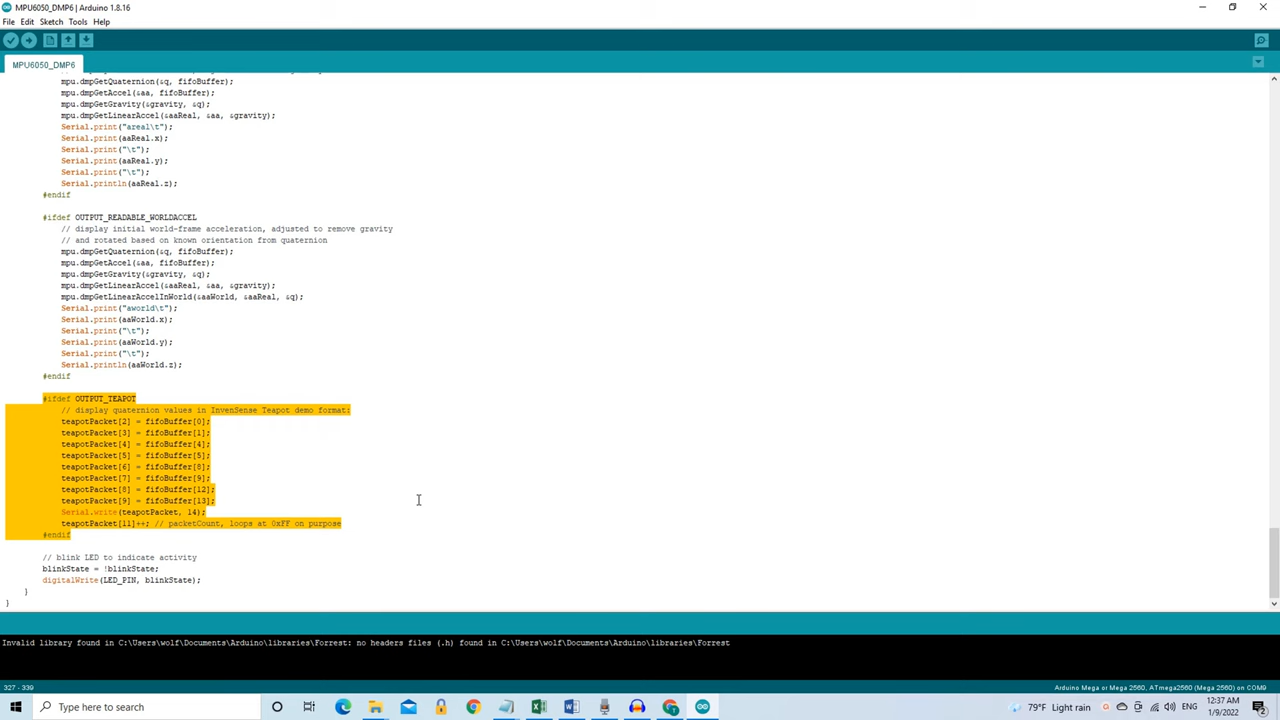 MPU6050_DMP6 | Arduino 1.8.16
File Edit Sketch Tools Help
MPU6050_DMP6
mpu.dmpGetQuaternion(&q, fifoBuffer);
mpu.dmpGetAccel(&aa, fifoBuffer);
mpu.dmpGetGravity(&gravity, &q);
mpu.dmpGetLinearAccel(&aaReal, &aa, &gravity);
Serial.print("areal\t");
Serial.print(aaReal.x);
Serial.print("\t");
Serial.print(aaReal.y);
Serial.print("\t");
Serial.println(aaReal.z);
#endif
#ifdef OUTPUT_READABLE_WORLDACCEL
// display initial world-frame acceleration, adjusted to remove gravity
// and rotated based on known orientation from quaternion
mpu.dmpGetQuaternion(&q, fifoBuffer);
mpu.dmpGetAccel(&aa, fifoBuffer);
mpu.dmpGetGravity(&gravity, &q);
mpu.dmpGetLinearAccel(&aaReal, &aa, &gravity);
mpu.dmpGetLinearAccelInWorld(&aaWorld, &aaReal, &q);
Serial.print("aworld\t");
Serial.print(aaWorld.x);
Serial.print("\t");
Serial.print(aaWorld.y);
Serial.print("\t");
Serial.println(aaWorld.z);
#endif
#ifdef OUTPUT_TEAPOT
// display quaternion values in InvenSense Teapot demo format:
teapotPacket[2] = fifoBuffer[0];
teapotPacket[3] = fifoBuffer[1];
teapotPacket[4] = fifoBuffer[4];
teapotPacket[5] = fifoBuffer[5];
teapotPacket[6] = fifoBuffer[8];
teapotPacket[7] = fifoBuffer[9];
teapotPacket[8] = fifoBuffer[12];
teapotPacket[9] = fifoBuffer[13];
Serial.write(teapotPacket, 14);
teapotPacket[11]++; // packetCount, loops at 0xFF on purpose
#endif
// blink LED to indicate activity
blinkState = !blinkState;
digitalWrite(LED_PIN, blinkState);
}
}
Invalid library found in C:\Users\wolf\Documents\Arduino\libraries\Forrest: no headers files (.h) found in C:\Users\wolf\Documents\Arduino\libraries\Forrest
327 - 339
Arduino Mega or Mega 2560, ATmega2560 (Mega 2560) on COM9
Type here to search
79°F Light rain
ENG
12:37 AM
1/9/2022
2